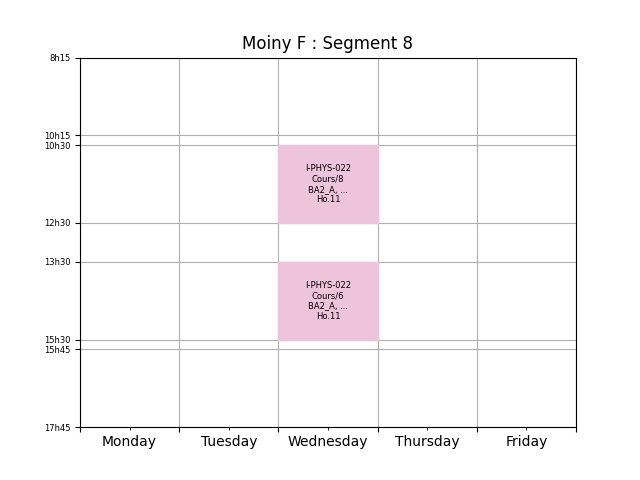 Moiny F : Segment 8
8h15
10h15
10h30
I-PHYS-022
Cours/8
BA2_A, ...
Ho.11
12h30
13h30
I-PHYS-022
Cours/6
BA2_A, ...
Ho.11
15h30
15h45
17h45
Monday Tuesday Wednesday Thursday Friday